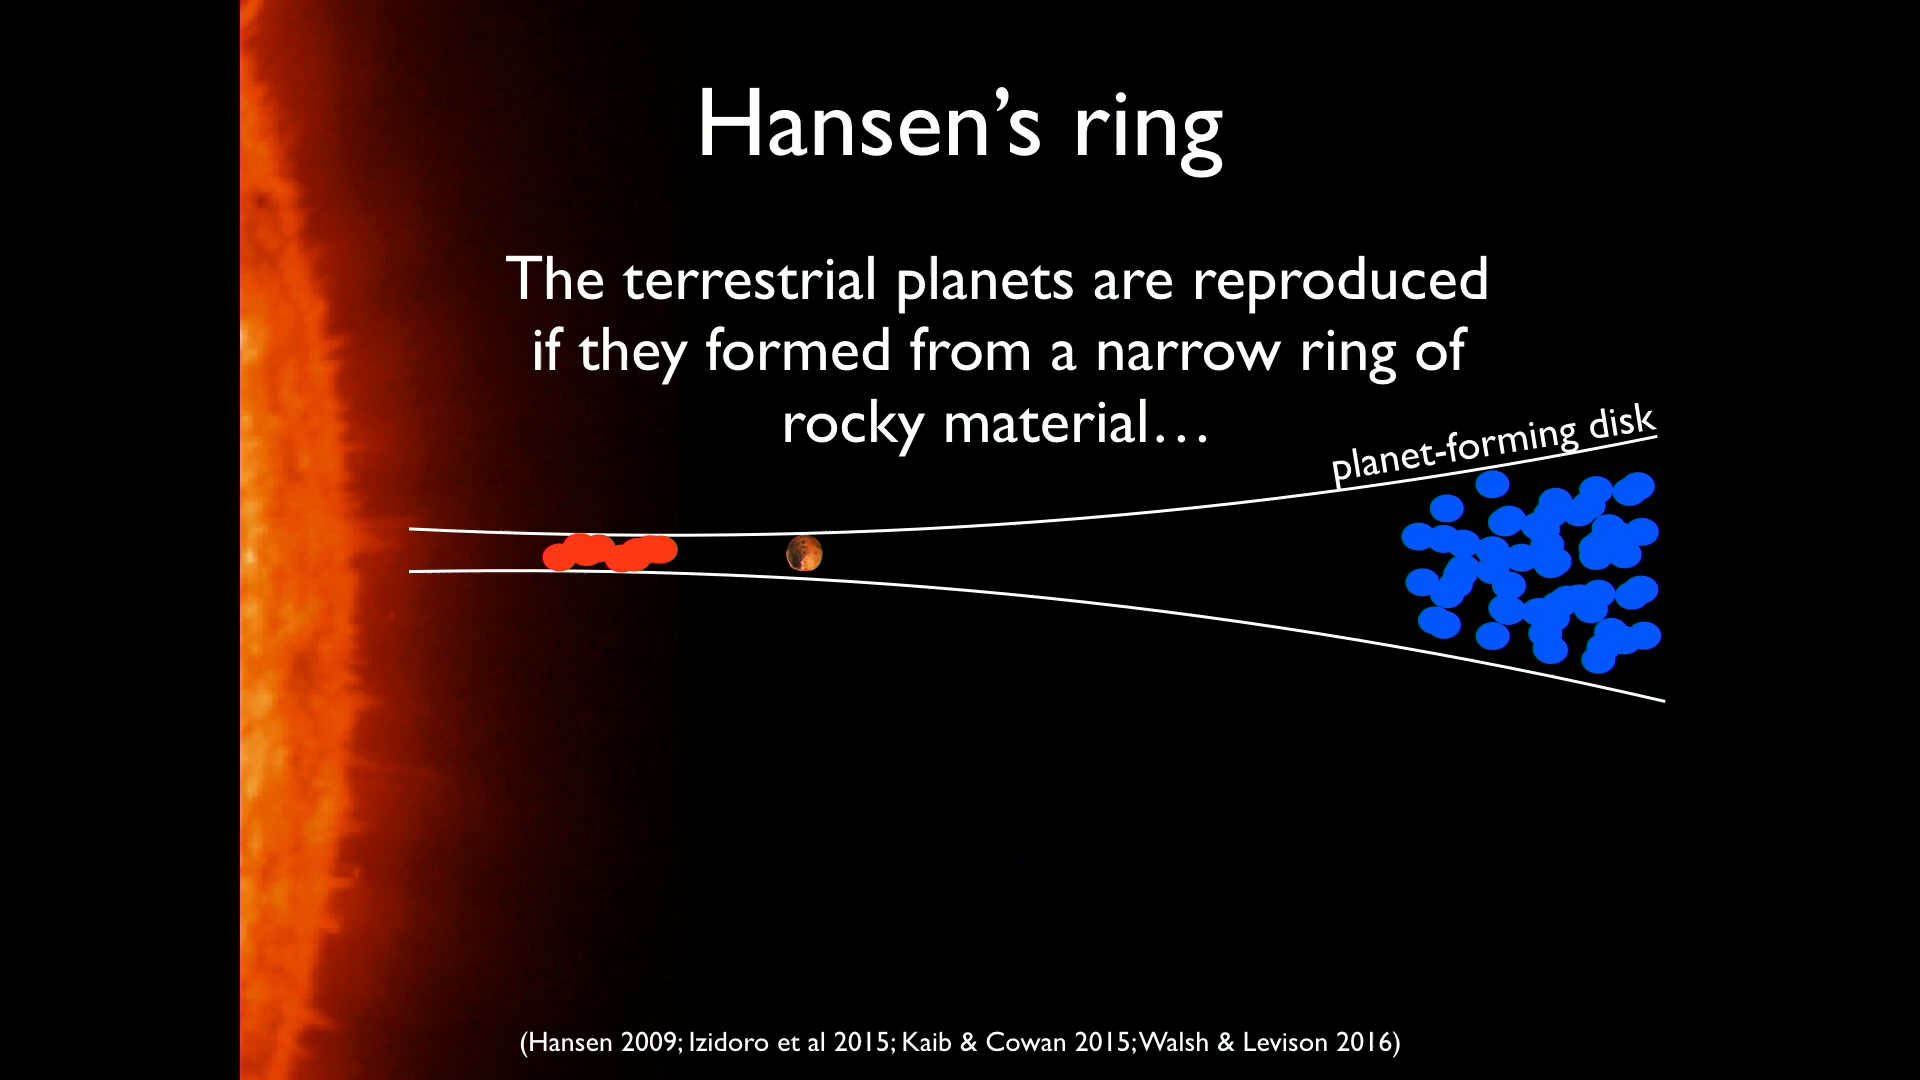 Hansen’s ring
The terrestrial planets are reproduced
if they formed from a narrow ring of
rocky material…
planet-forming disk
(Hansen 2009; Izidoro et al 2015; Kaib & Cowan 2015; Walsh & Levison 2016)